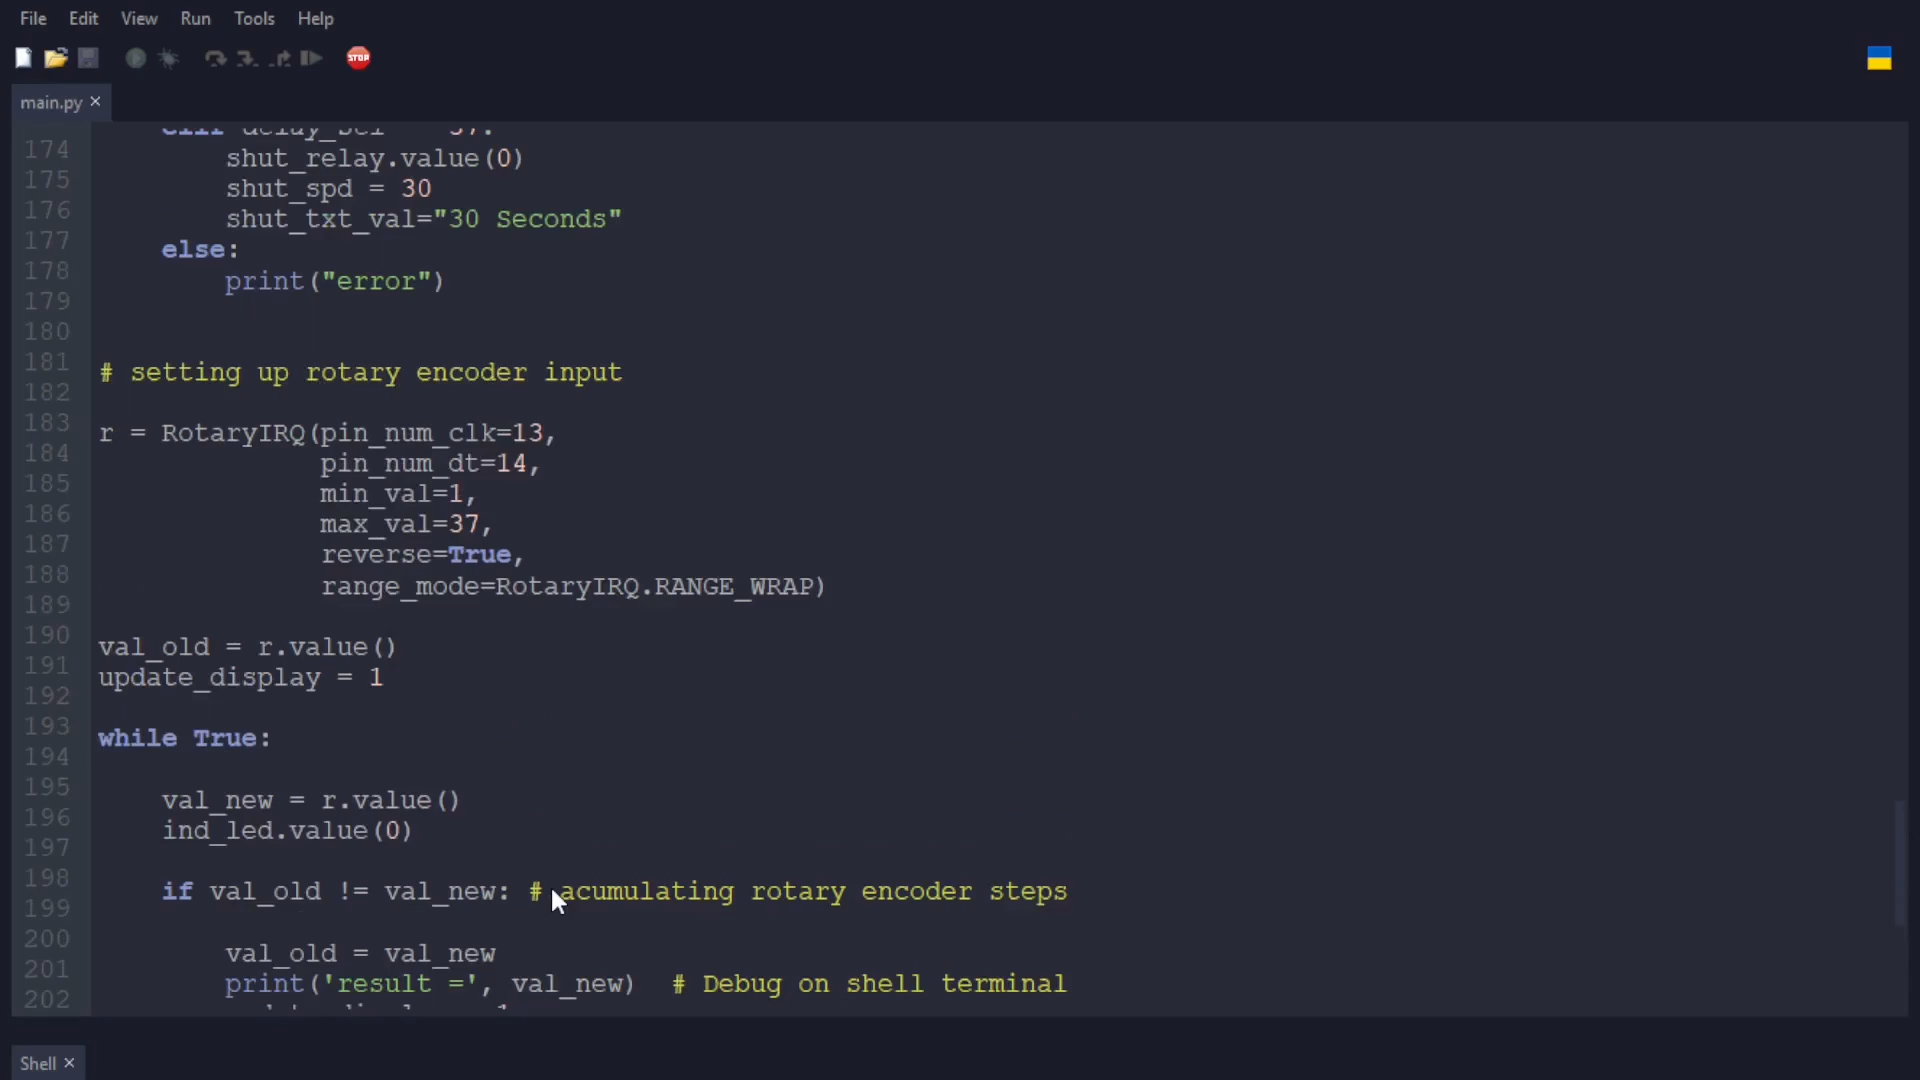 File Edit View Run Tools Help
STOP
main.py ×
174
175 shut_relay.value(0)
176 shut_spd = 30
177 shut_txt_val="30 Seconds"
178 else:
179 print("error")
180
181
182 # setting up rotary encoder input
183
184 r = RotaryIRQ(pin_num_clk=13,
185 pin_num_dt=14,
186 min_val=1,
187 max_val=37,
188 reverse=True,
189 range_mode=RotaryIRQ.RANGE_WRAP)
190
191 val_old = r.value()
192 update_display = 1
193
194 while True:
195
196 val_new = r.value()
197 ind_led.value(0)
198
199 if val_old != val_new: # acumulating rotary encoder steps
200
201 val_old = val_new
202 print('result =', val_new) # Debug on shell terminal
Shell ×